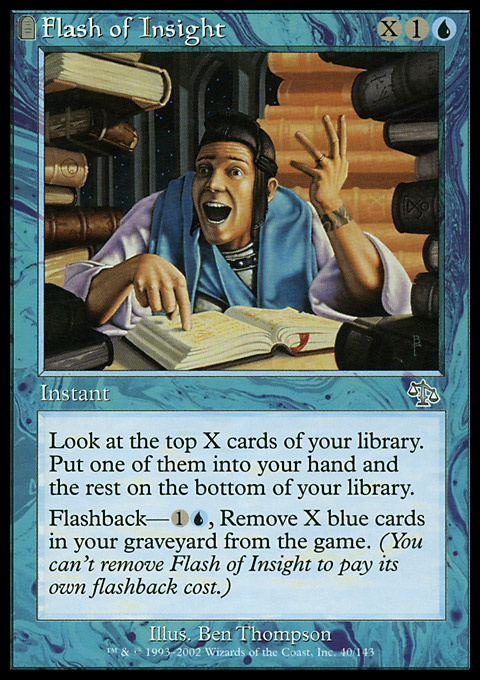 Flash of Insight X 1
Instant
Look at the top X cards of your library.
Put one of them into your hand and
the rest on the bottom of your library.
Flashback—1, Remove X blue cards
in your graveyard from the game. (You
can't remove Flash of Insight to pay its
own flashback cost.)
Illus. Ben Thompson
™ & © 1993–2002 Wizards of the Coast, Inc. 40/143